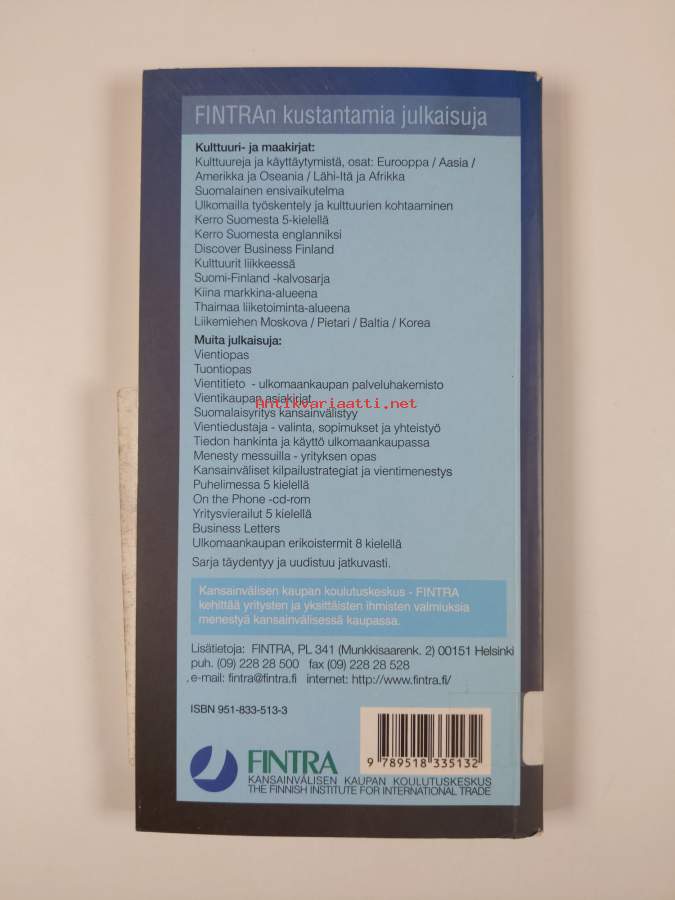 FINTRAn kustantamia julkaisuja
Kulttuuri- ja maakirjat:
Kulttuureja ja käyttäytymistä, osat: Eurooppa / Aasia /
Amerikka ja Oseania / Lähi-Itä ja Afrikka
Suomalainen ensivaikutelma
Ulkomailla työskentely ja kulttuurien kohtaaminen
Kerro Suomesta 5-kielellä
Kerro Suomesta englanniksi
Discover Business Finland
Kulttuurit liikkeessä
Suomi-Finland -kalvosarja
Kiina markkina-alueena
Thaimaa liiketoiminta-alueena
Liikemiehen Moskova / Pietari / Baltia / Korea
Muita julkaisuja:
Vientiopas
Tuontiopas
Vientitieto - ulkomaankaupan palveluhakemisto
Vientikaupan asiakirjat
Antikvariaatti.net
Suomalaisyritys kansainvälistyy
Vientiedustaja - valinta, sopimukset ja yhteistyö
Tiedon hankinta ja käyttö ulkomaankaupassa
Menesty messuilla - yrityksen opas
Kansainväliset kilpailustrategiat ja vientimenestys
Puhelimessa 5 kielellä
On the Phone -cd-rom
Yritysvierailut 5 kielellä
Business Letters
Ulkomaankaupan erikoistermit 8 kielellä
Sarja täydentyy ja uudistuu jatkuvasti.
Kansainvälisen kaupan koulutuskeskus - FINTRA
kehittää yritysten ja yksittäisten ihmisten valmiuksia
menestyä kansainvälisessä kaupassa.
Lisätietoja: FINTRA, PL 341 (Munkkisaarenk. 2) 00151 Helsinki
puh. (09) 228 28 500 fax (09) 228 28 528
e-mail: fintra@fintra.fi internet: http://www.fintra.fi/
ISBN 951-833-513-3
9 789518 335132
FINTRA
KANSAINVÄLISEN KAUPAN KOULUTUSKESKUS
THE FINNISH INSTITUTE FOR INTERNATIONAL TRADE